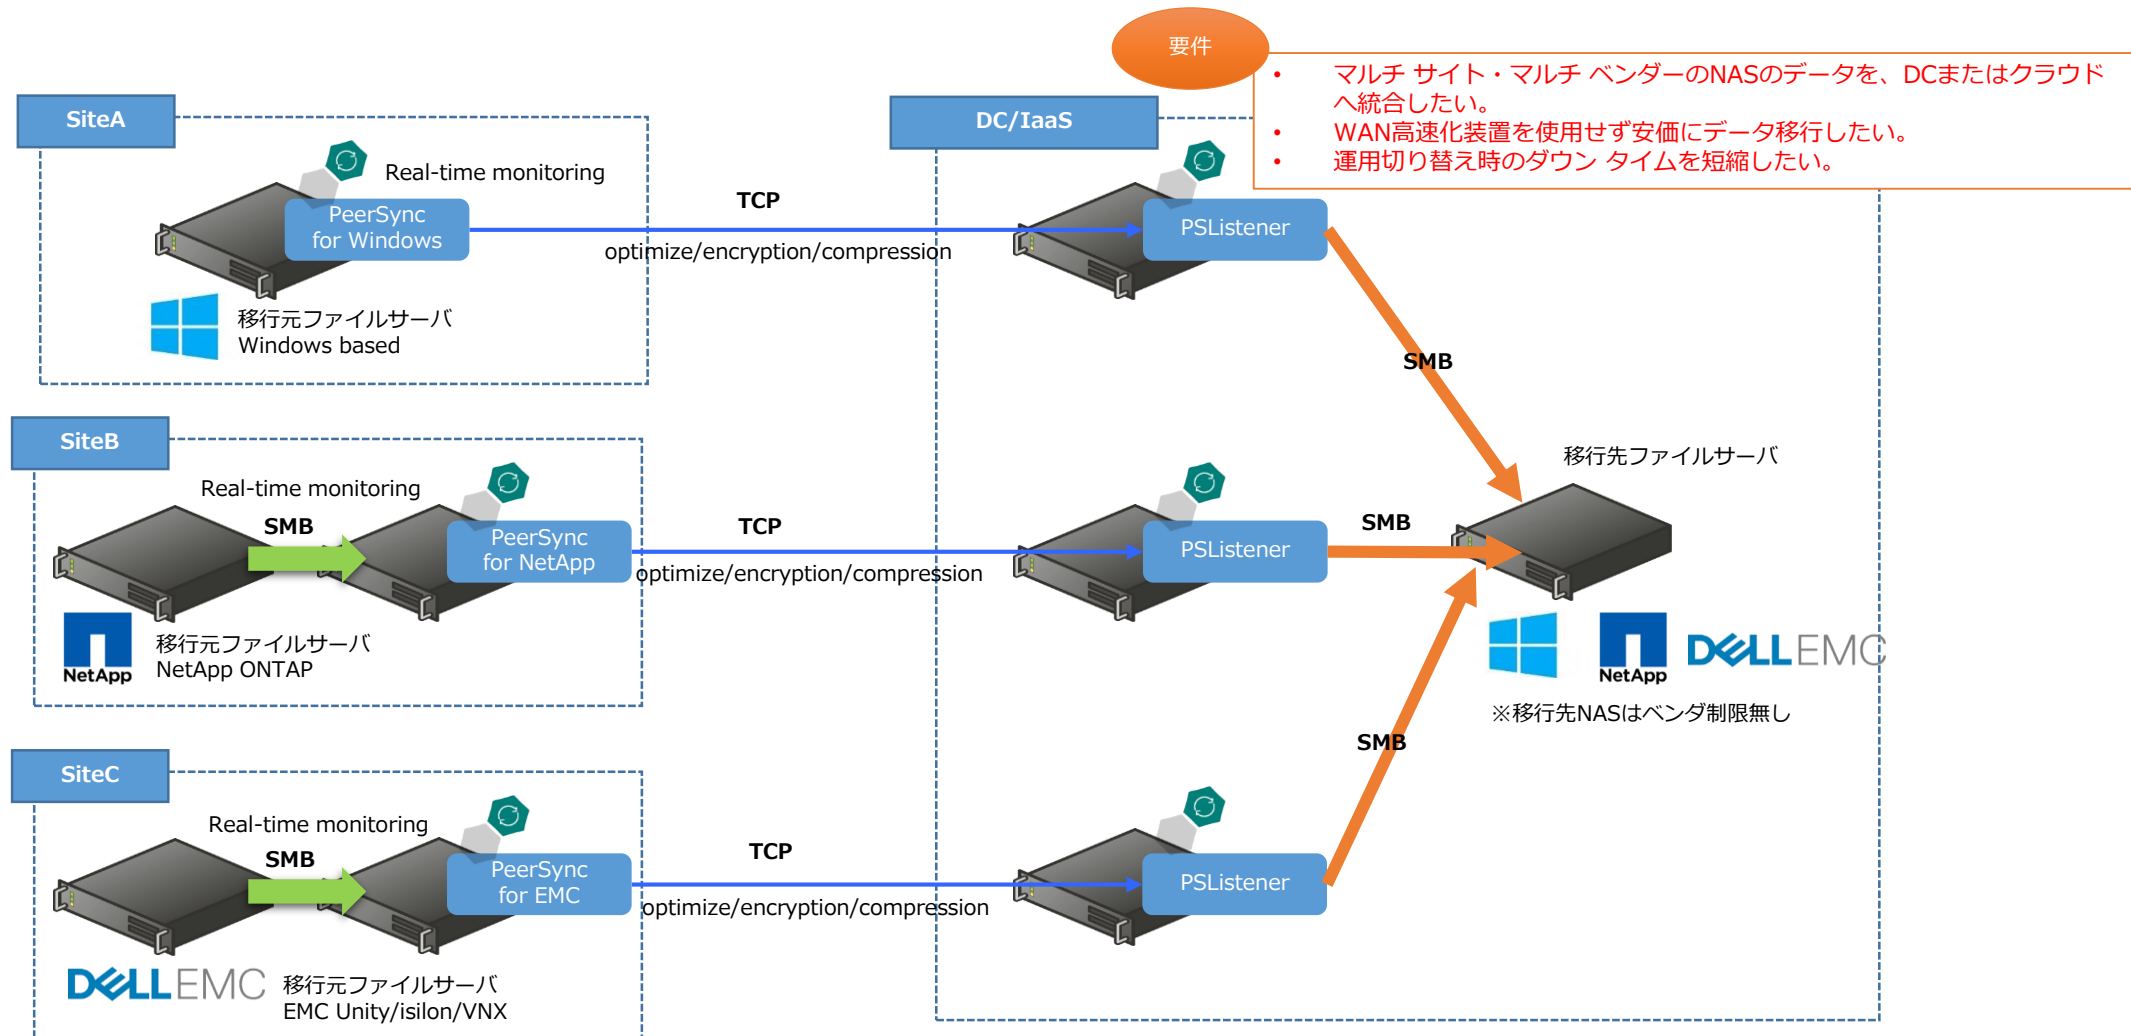 要件
• マルチ サイト・マルチ ベンダーのNASのデータを、DCまたはクラウド
へ統合したい。
• WAN高速化装置を使用せず安価にデータ移行したい。
• 運用切り替え時のダウン タイムを短縮したい。
SiteA
Real-time monitoring
PeerSync
for Windows
移行元ファイルサーバ
Windows based
TCP
optimize/encryption/compression
DC/IaaS
PSListener
SMB
SiteB
Real-time monitoring
SMB
PeerSync
for NetApp
NetApp
移行元ファイルサーバ
NetApp ONTAP
TCP
optimize/encryption/compression
PSListener
SMB
移行先ファイルサーバ
NetApp
DELLEMC
※移行先NASはベンダ制限無し
SiteC
Real-time monitoring
SMB
PeerSync
for EMC
DELLEMC
移行元ファイルサーバ
EMC Unity/isilon/VNX
TCP
optimize/encryption/compression
PSListener
SMB